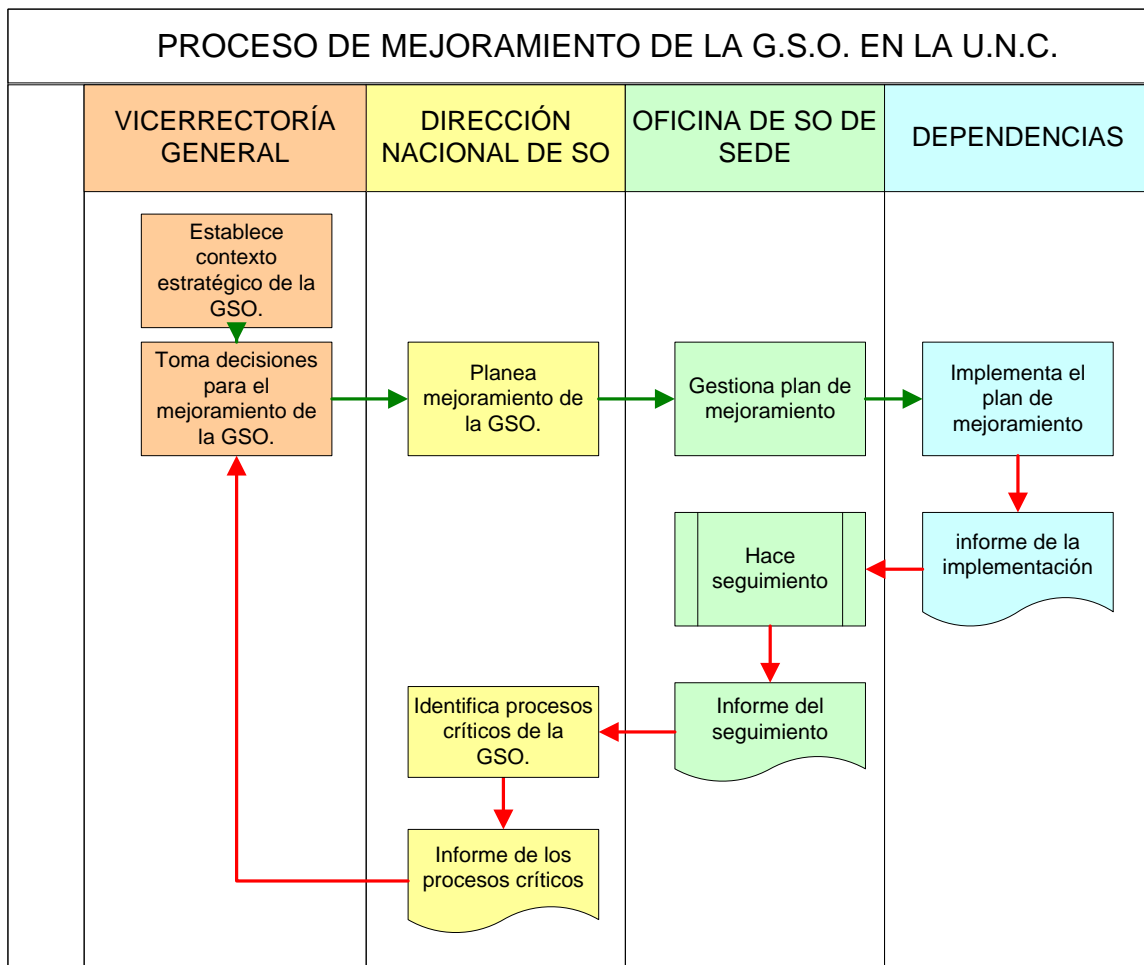 PROCESO DE MEJORAMIENTO DE LA G.S.O. EN LA U.N.C.
VICERRECTORÍA
GENERAL
DIRECCIÓN
NACIONAL DE SO
OFICINA DE SO DE
SEDE
DEPENDENCIAS
Establece
contexto
estratégico de la
GSO.
Toma decisiones
para el
mejoramiento de
la GSO.
Planea
mejoramiento de
la GSO.
Gestiona plan de
mejoramiento
Implementa el
plan de
mejoramiento
informe de la
implementación
Hace
seguimiento
Informe del
seguimiento
Identifica procesos
críticos de la
GSO.
Informe de los
procesos críticos